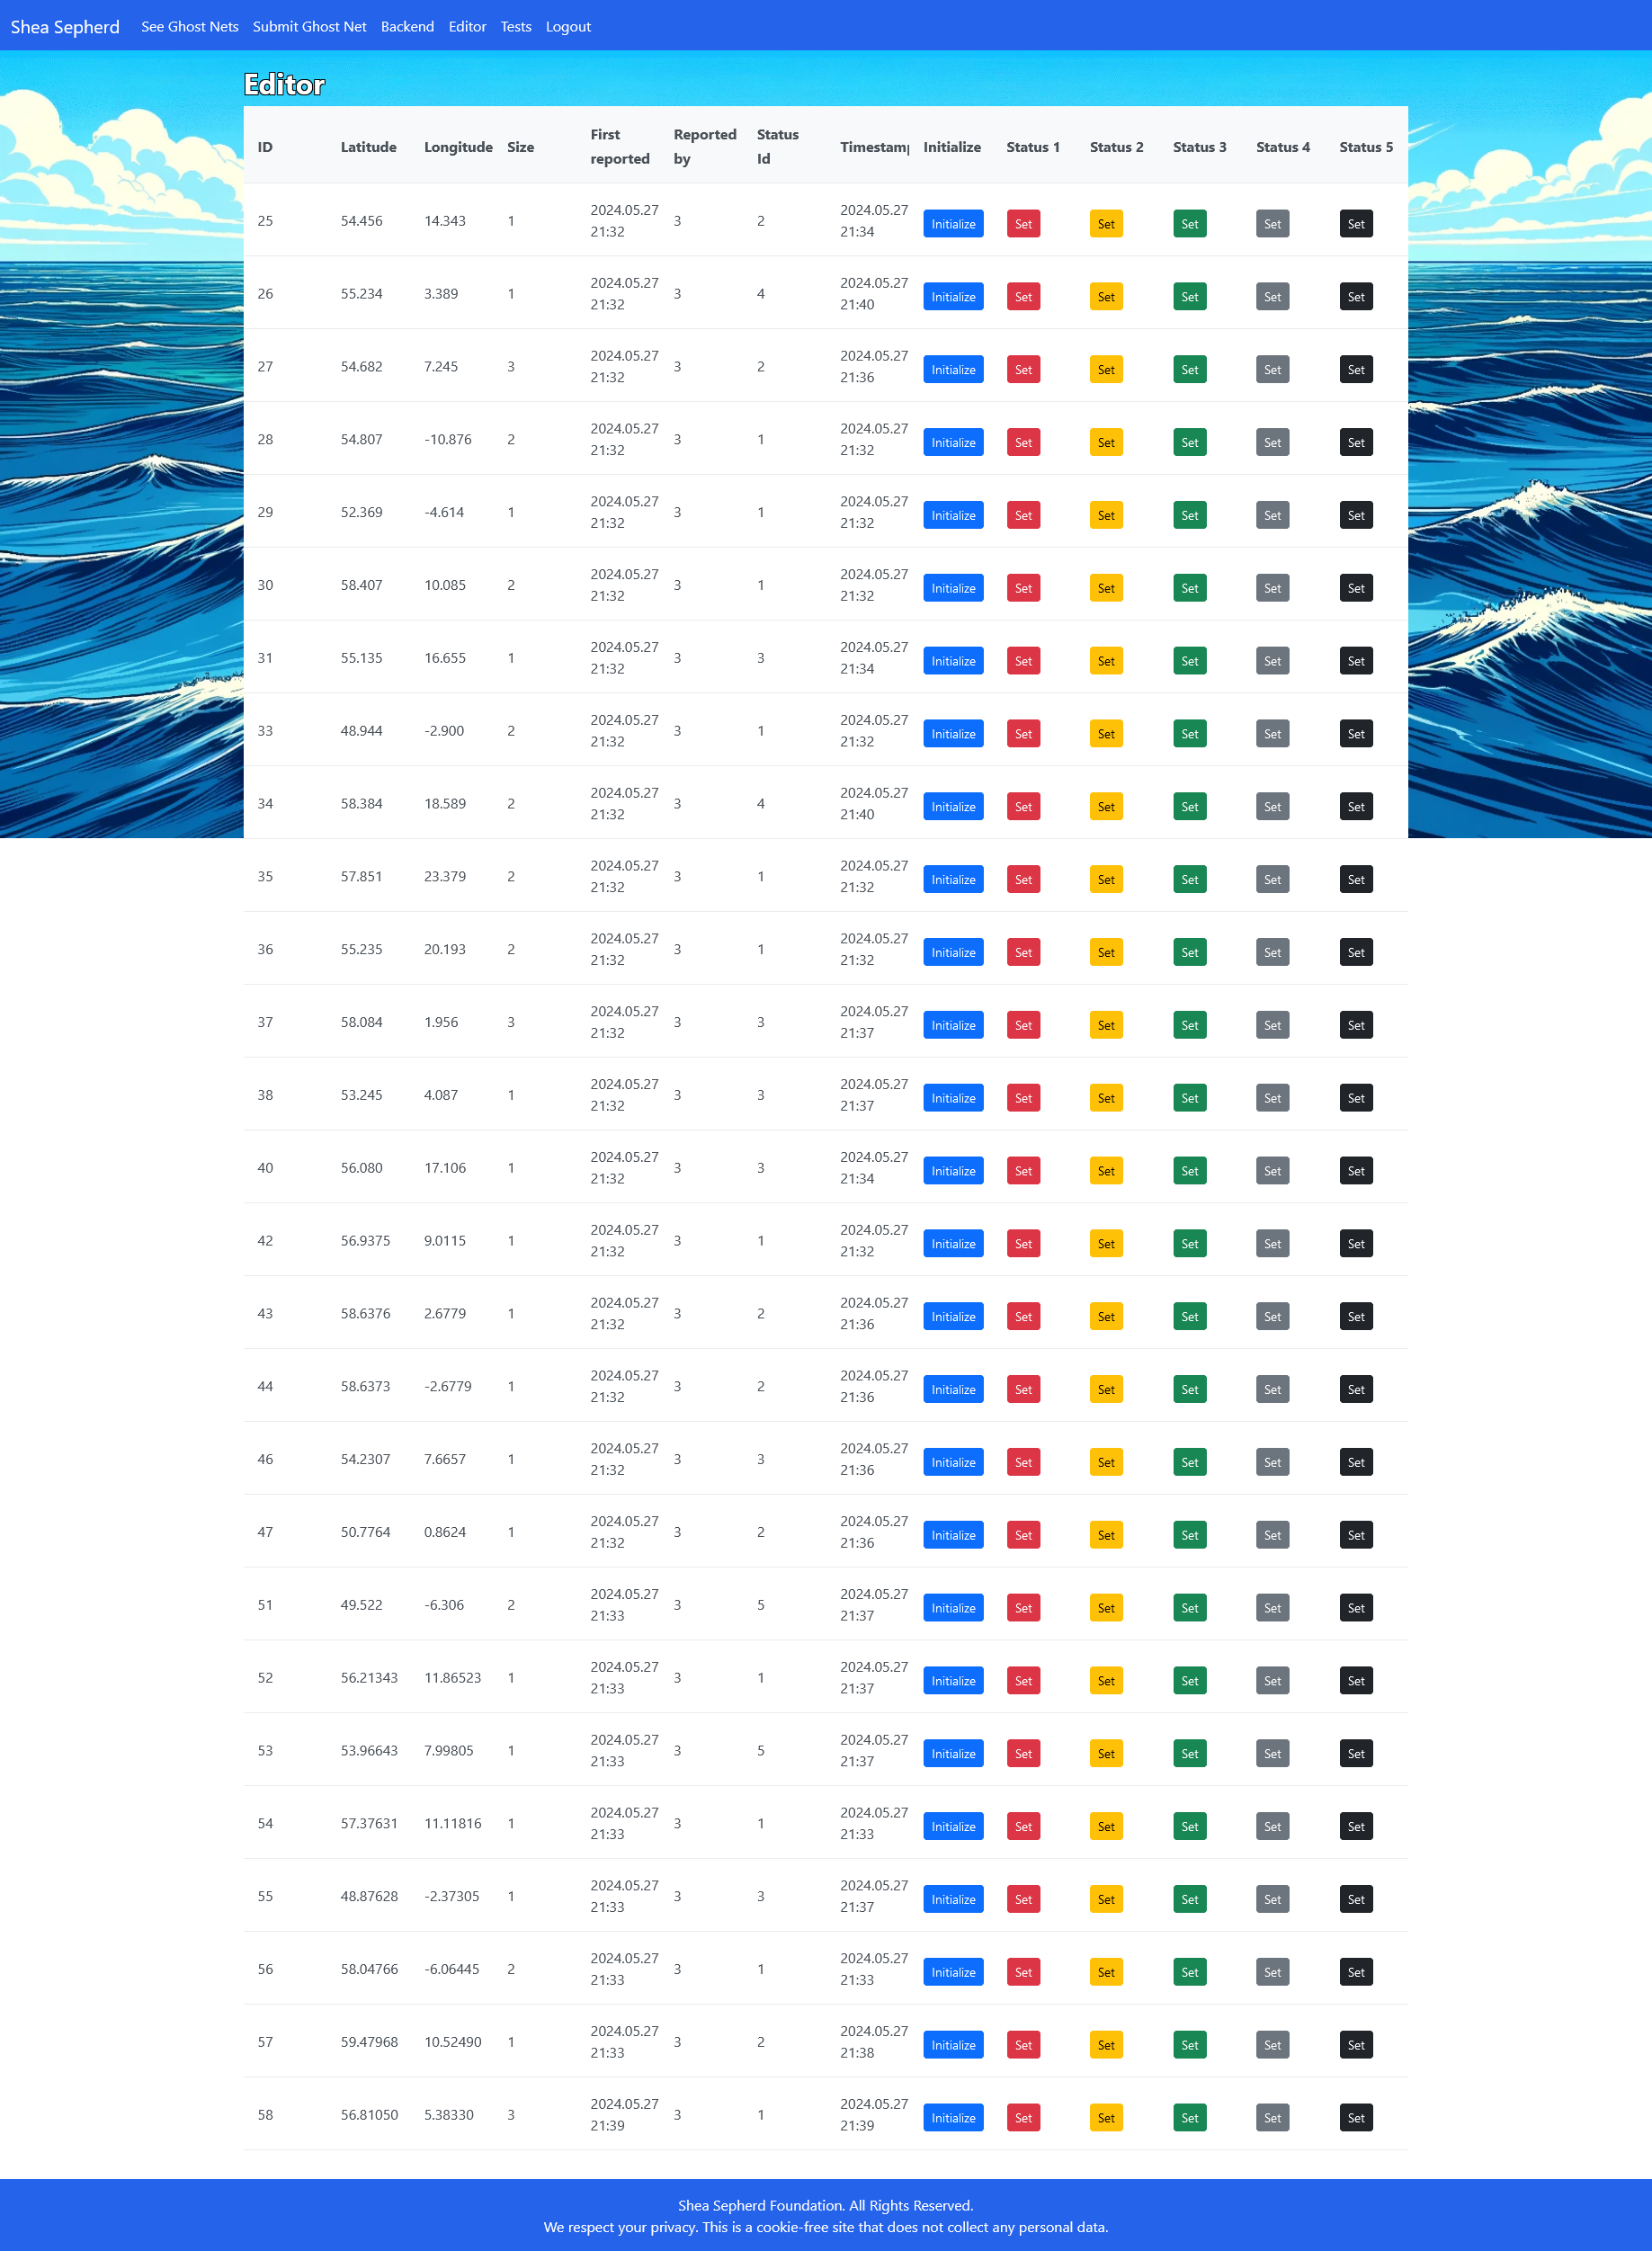 Shea Sepherd See Ghost Nets Submit Ghost Net Backend Editor Tests Logout
Editor
ID Latitude Longitude Size First reported Reported by Status Id Timestamp Initialize Status 1 Status 2 Status 3 Status 4 Status 5
25 54.456 14.343 1 2024.05.27 21:32 3 2 2024.05.27 21:34 Initialize Set Set Set Set Set
26 55.234 3.389 1 2024.05.27 21:32 3 4 2024.05.27 21:40 Initialize Set Set Set Set Set
27 54.682 7.245 3 2024.05.27 21:32 3 2 2024.05.27 21:36 Initialize Set Set Set Set Set
28 54.807 -10.876 2 2024.05.27 21:32 3 1 2024.05.27 21:32 Initialize Set Set Set Set Set
29 52.369 -4.614 1 2024.05.27 21:32 3 1 2024.05.27 21:32 Initialize Set Set Set Set Set
30 58.407 10.085 2 2024.05.27 21:32 3 1 2024.05.27 21:32 Initialize Set Set Set Set Set
31 55.135 16.655 1 2024.05.27 21:32 3 3 2024.05.27 21:34 Initialize Set Set Set Set Set
33 48.944 -2.900 2 2024.05.27 21:32 3 1 2024.05.27 21:32 Initialize Set Set Set Set Set
34 58.384 18.589 2 2024.05.27 21:32 3 4 2024.05.27 21:40 Initialize Set Set Set Set Set
35 57.851 23.379 2 2024.05.27 21:32 3 1 2024.05.27 21:32 Initialize Set Set Set Set Set
36 55.235 20.193 2 2024.05.27 21:32 3 1 2024.05.27 21:32 Initialize Set Set Set Set Set
37 58.084 1.956 3 2024.05.27 21:32 3 3 2024.05.27 21:37 Initialize Set Set Set Set Set
38 53.245 4.087 1 2024.05.27 21:32 3 3 2024.05.27 21:37 Initialize Set Set Set Set Set
40 56.080 17.106 1 2024.05.27 21:32 3 3 2024.05.27 21:34 Initialize Set Set Set Set Set
42 56.9375 9.0115 1 2024.05.27 21:32 3 1 2024.05.27 21:32 Initialize Set Set Set Set Set
43 58.6376 2.6779 1 2024.05.27 21:32 3 2 2024.05.27 21:36 Initialize Set Set Set Set Set
44 58.6373 -2.6779 1 2024.05.27 21:32 3 2 2024.05.27 21:36 Initialize Set Set Set Set Set
46 54.2307 7.6657 1 2024.05.27 21:32 3 3 2024.05.27 21:36 Initialize Set Set Set Set Set
47 50.7764 0.8624 1 2024.05.27 21:32 3 2 2024.05.27 21:36 Initialize Set Set Set Set Set
51 49.522 -6.306 2 2024.05.27 21:33 3 5 2024.05.27 21:37 Initialize Set Set Set Set Set
52 56.21343 11.86523 1 2024.05.27 21:33 3 1 2024.05.27 21:37 Initialize Set Set Set Set Set
53 53.96643 7.99805 1 2024.05.27 21:33 3 5 2024.05.27 21:37 Initialize Set Set Set Set Set
54 57.37631 11.11816 1 2024.05.27 21:33 3 1 2024.05.27 21:33 Initialize Set Set Set Set Set
55 48.87628 -2.37305 1 2024.05.27 21:33 3 3 2024.05.27 21:37 Initialize Set Set Set Set Set
56 58.04766 -6.06445 2 2024.05.27 21:33 3 1 2024.05.27 21:33 Initialize Set Set Set Set Set
57 59.47968 10.52490 1 2024.05.27 21:33 3 2 2024.05.27 21:38 Initialize Set Set Set Set Set
58 56.81050 5.38330 3 2024.05.27 21:39 3 1 2024.05.27 21:39 Initialize Set Set Set Set Set
Shea Sepherd Foundation. All Rights Reserved.
We respect your privacy. This is a cookie-free site that does not collect any personal data.